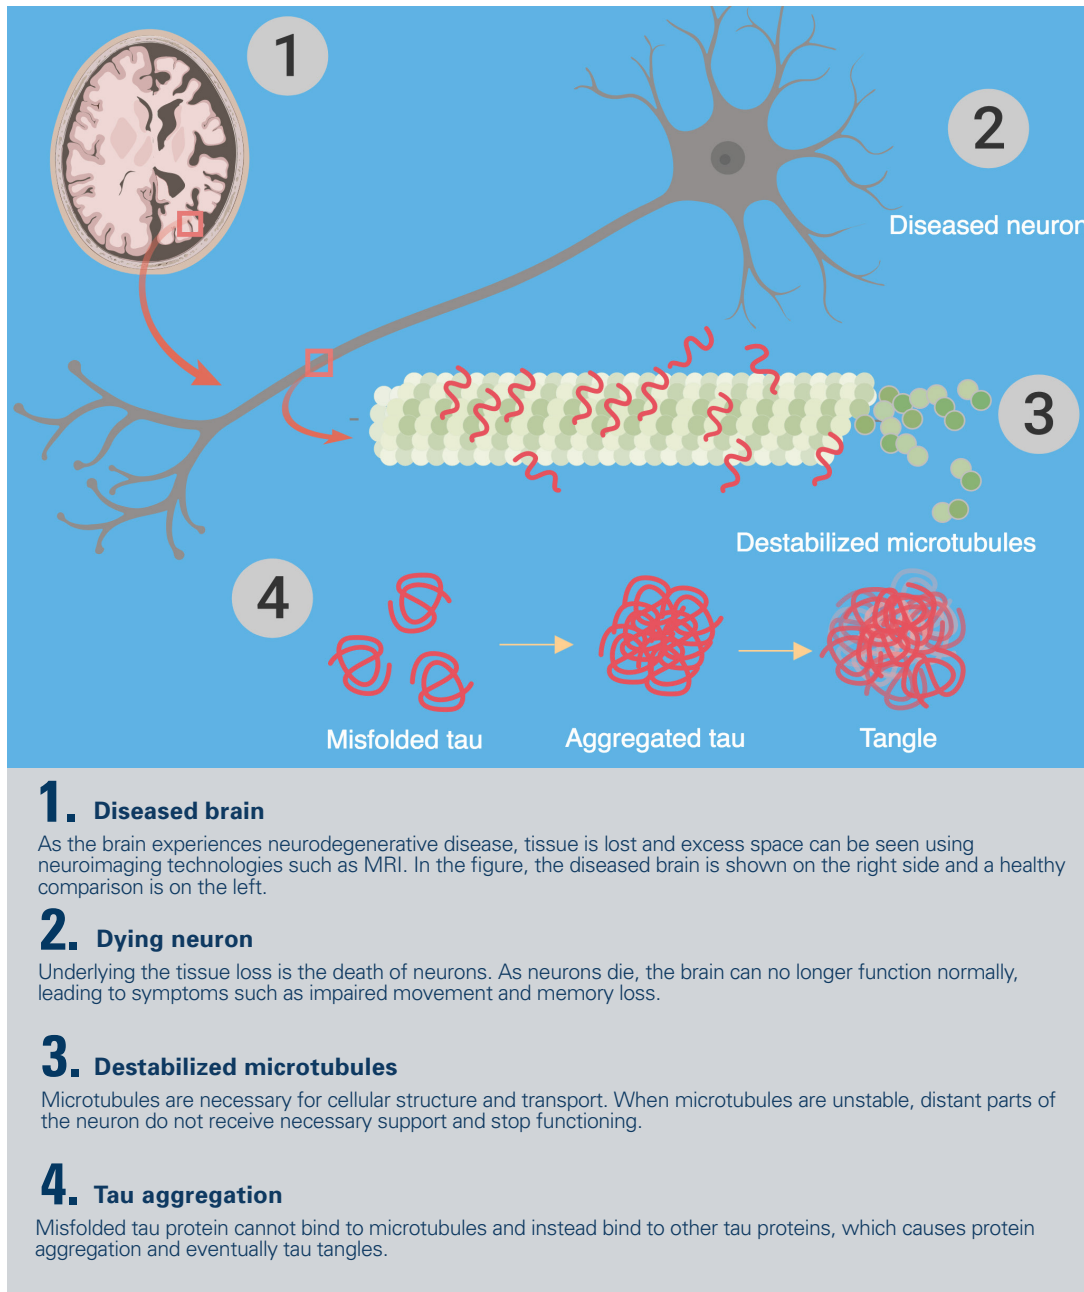 1
2
Diseased neuron
3
Destabilized microtubules
4
Misfolded tau
Aggregated tau
Tangle
1. Diseased brain
As the brain experiences neurodegenerative disease, tissue is lost and excess space can be seen using
neuroimaging technologies such as MRI. In the figure, the diseased brain is shown on the right side and a healthy
comparison is on the left.
2. Dying neuron
Underlying the tissue loss is the death of neurons. As neurons die, the brain can no longer function normally,
leading to symptoms such as impaired movement and memory loss.
3. Destabilized microtubules
Microtubules are necessary for cellular structure and transport. When microtubules are unstable, distant parts of
the neuron do not receive necessary support and stop functioning.
4. Tau aggregation
Misfolded tau protein cannot bind to microtubules and instead bind to other tau proteins, which causes protein
aggregation and eventually tau tangles.